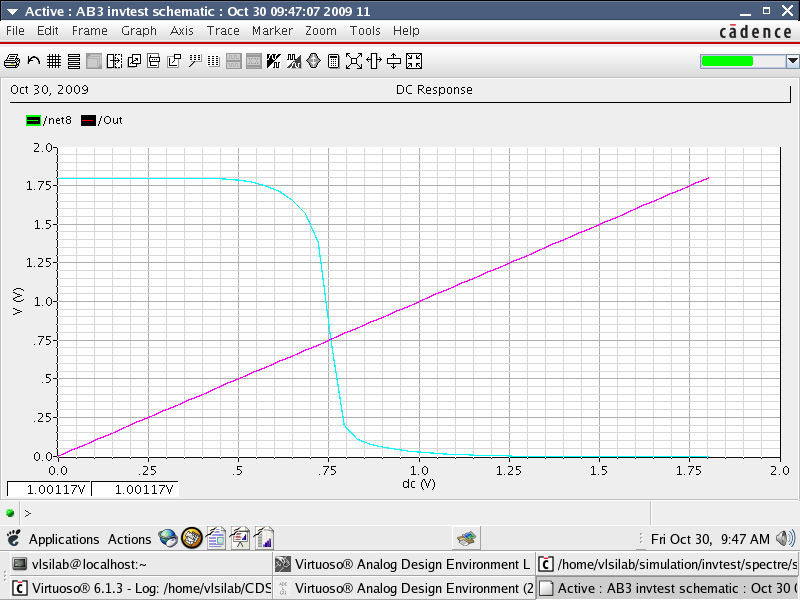 Active : AB3 invtest schematic : Oct 30 09:47:07 2009 11
File Edit Frame Graph Axis Trace Marker Zoom Tools Help
cādence
Oct 30, 2009
DC Response
/net8 /Out
2.0
1.75
1.5
1.25
1.0
.75
.5
.25
0.0
V (V)
0.0 .25 .5 .75 1.0 1.25 1.5 1.75 2.0
dc (V)
1.00117V 1.00117V
>
Applications Actions
Fri Oct 30, 9:47 AM
vlsilab@localhost:~
Virtuoso® Analog Design Environment L
/home/vlsilab/simulation/invtest/spectre/s
Virtuoso® 6.1.3 - Log: /home/vlsilab/CDS
Virtuoso® Analog Design Environment (2
Active : AB3 invtest schematic : Oct 30 0